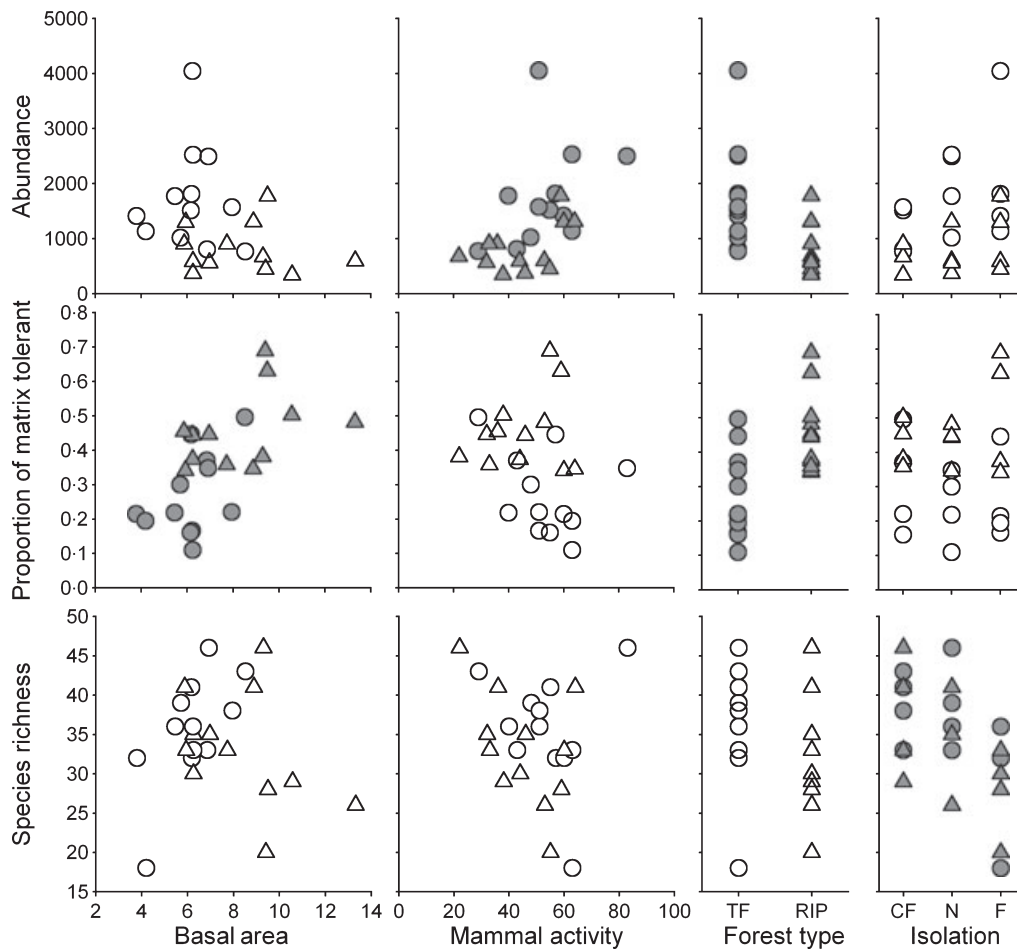 Abundance
5000
4000
3000
2000
1000
0
Proportion of matrix tolerant
0·8
0·7
0·6
0·5
0·4
0·3
0·2
0·1
0·0
Species richness
50
45
40
35
30
25
20
15
2 4 6 8 10 12 14
0 20 40 60 80 100
TF RIP
CF N F
Basal area
Mammal activity
Forest type
Isolation